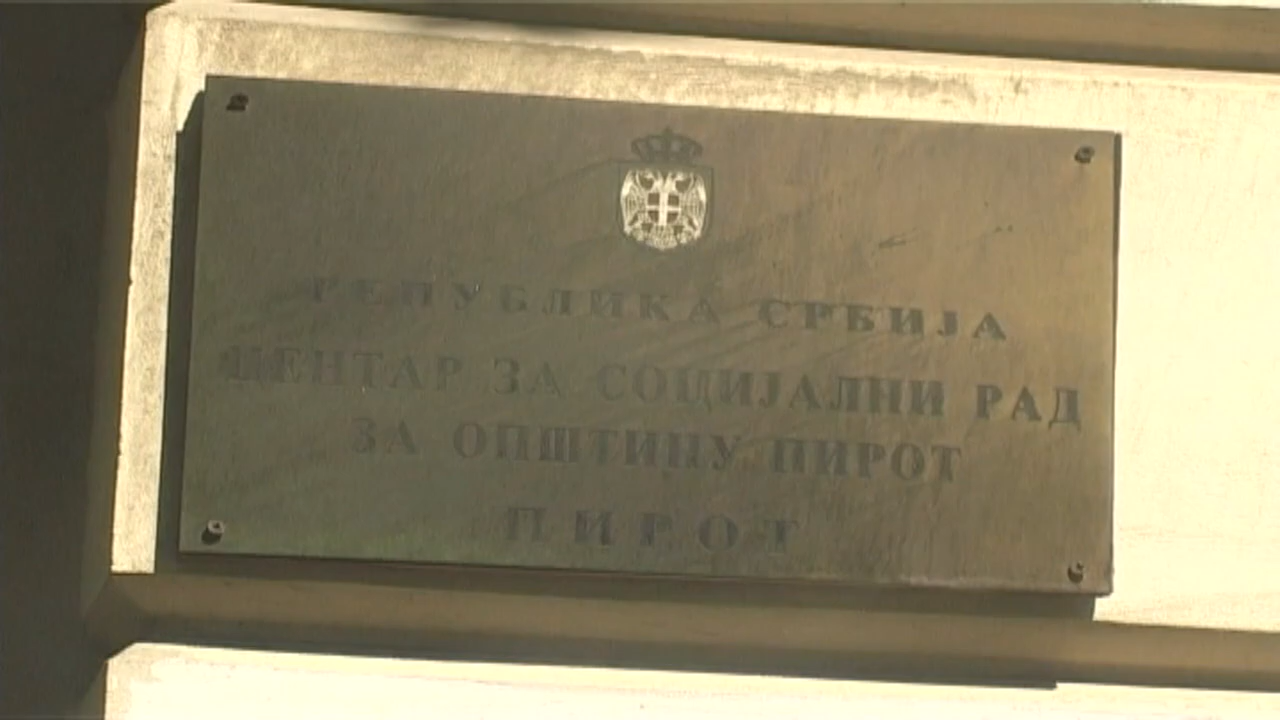 РЕПУБЛИКА СРБИЈА
ЦЕНТАР ЗА СОЦИЈАЛНИ РАД
ЗА ОПШТИНУ ПИРОТ
ПИРОТ